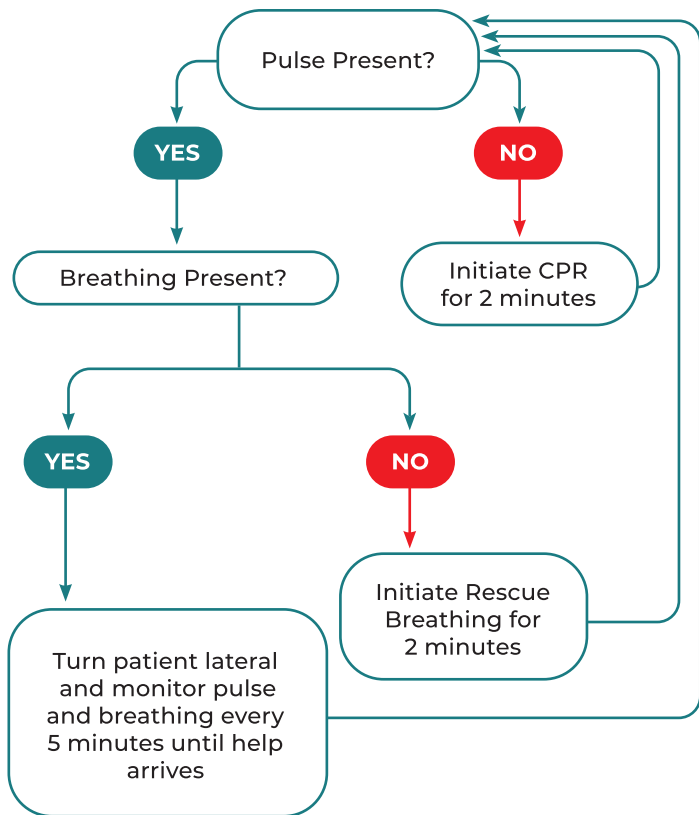 Pulse Present?
YES
NO
Breathing Present?
Initiate CPR
for 2 minutes
YES
NO
Initiate Rescue
Breathing for
2 minutes
Turn patient lateral
and monitor pulse
and breathing every
5 minutes until help
arrives